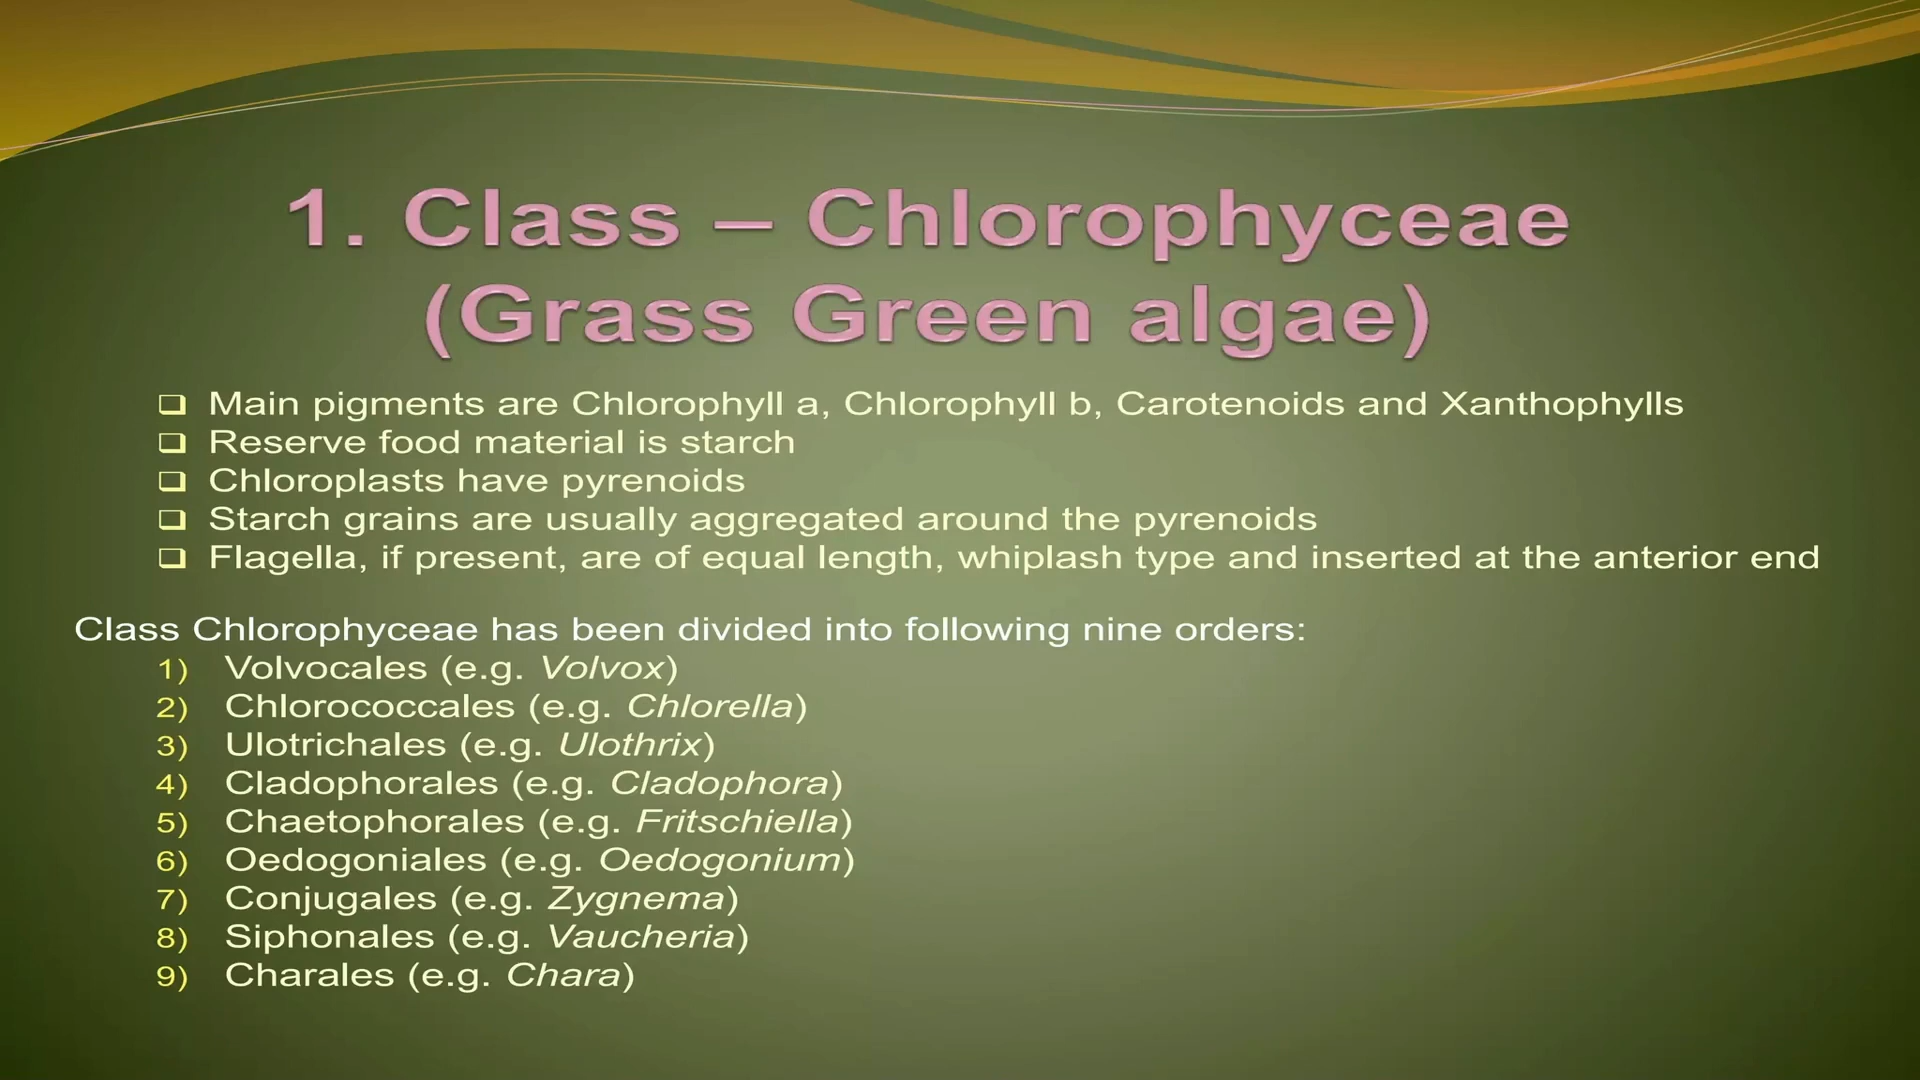 1. Class – Chlorophyceae
(Grass Green algae)
❑ Main pigments are Chlorophyll a, Chlorophyll b, Carotenoids and Xanthophylls
❑ Reserve food material is starch
❑ Chloroplasts have pyrenoids
❑ Starch grains are usually aggregated around the pyrenoids
❑ Flagella, if present, are of equal length, whiplash type and inserted at the anterior end
Class Chlorophyceae has been divided into following nine orders:
1) Volvocales (e.g. Volvox)
2) Chlorococcales (e.g. Chlorella)
3) Ulotrichales (e.g. Ulothrix)
4) Cladophorales (e.g. Cladophora)
5) Chaetophorales (e.g. Fritschiella)
6) Oedogoniales (e.g. Oedogonium)
7) Conjugales (e.g. Zygnema)
8) Siphonales (e.g. Vaucheria)
9) Charales (e.g. Chara)